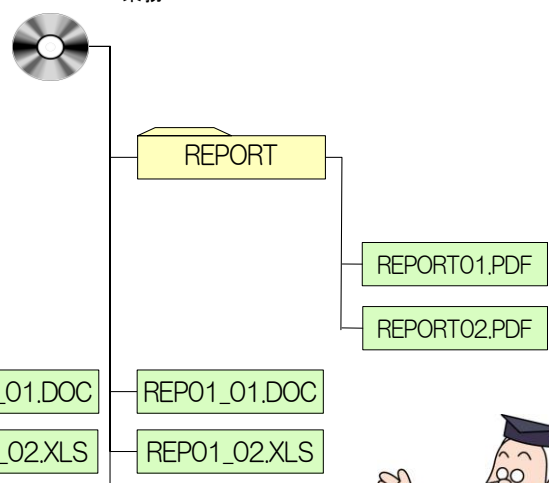 REPORT
REPORT01.PDF
REPORT02.PDF
_01.DOC
REP01_01.DOC
_02.XLS
REP01_02.XLS